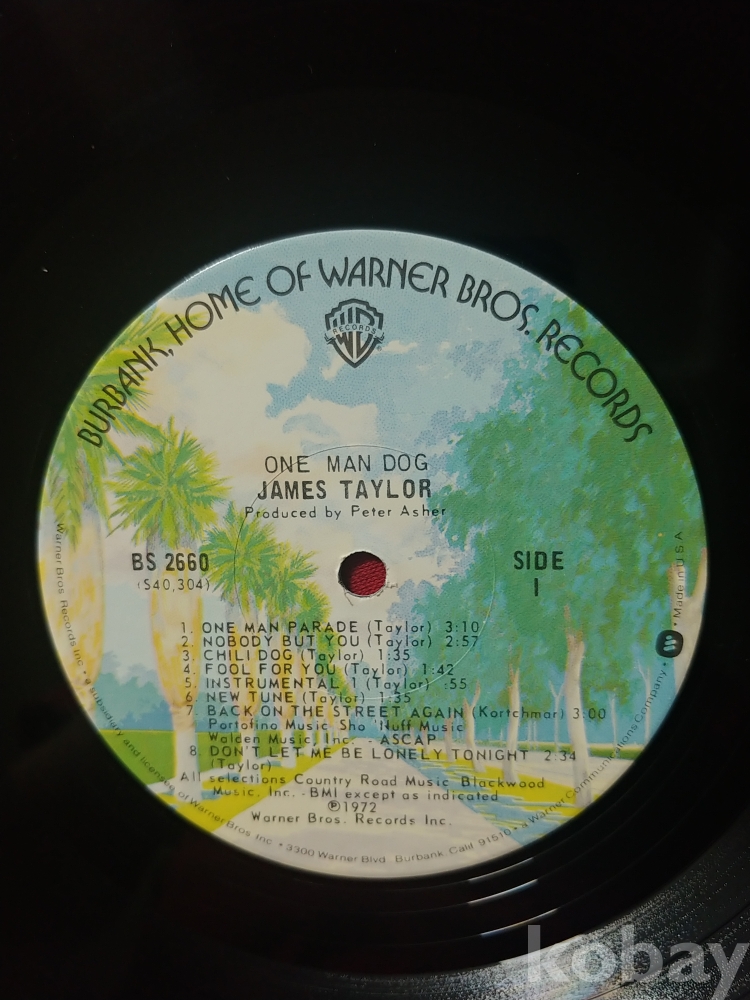 BURBANK, HOME OF WARNER BROS. RECORDS
RECORDS
ONE MAN DOG
JAMES TAYLOR
Produced by Peter Asher
BS 2660
(S40,304)
SIDE
1
1. ONE MAN PARADE (Taylor) 3:10
2. NOBODY BUT YOU (Taylor) 2:57
3. CHILI DOG (Taylor) 1:35
4. FOOL FOR YOU (Taylor) 1:42
5. INSTRUMENTAL 1 (Taylor) :55
6. NEW TUNE (Taylor) 1:35
7. BACK ON THE STREET AGAIN (Kortchmar) 3:00
Portofino Music Sho 'Nuff Music
Walden Music, Inc. - ASCAP
8. DON'T LET ME BE LONELY TONIGHT 2:34
(Taylor)
All selections Country Road Music Blackwood
Music, Inc. - BMI except as indicated
℗1972
Warner Bros. Records Inc.
Warner Bros. Records Inc. • a subsidiary and licensee of Warner Bros Inc. • 3300 Warner Blvd. Burbank Calif. 91510 • a Warner Communications Company • Made in U.S.A.
kobay